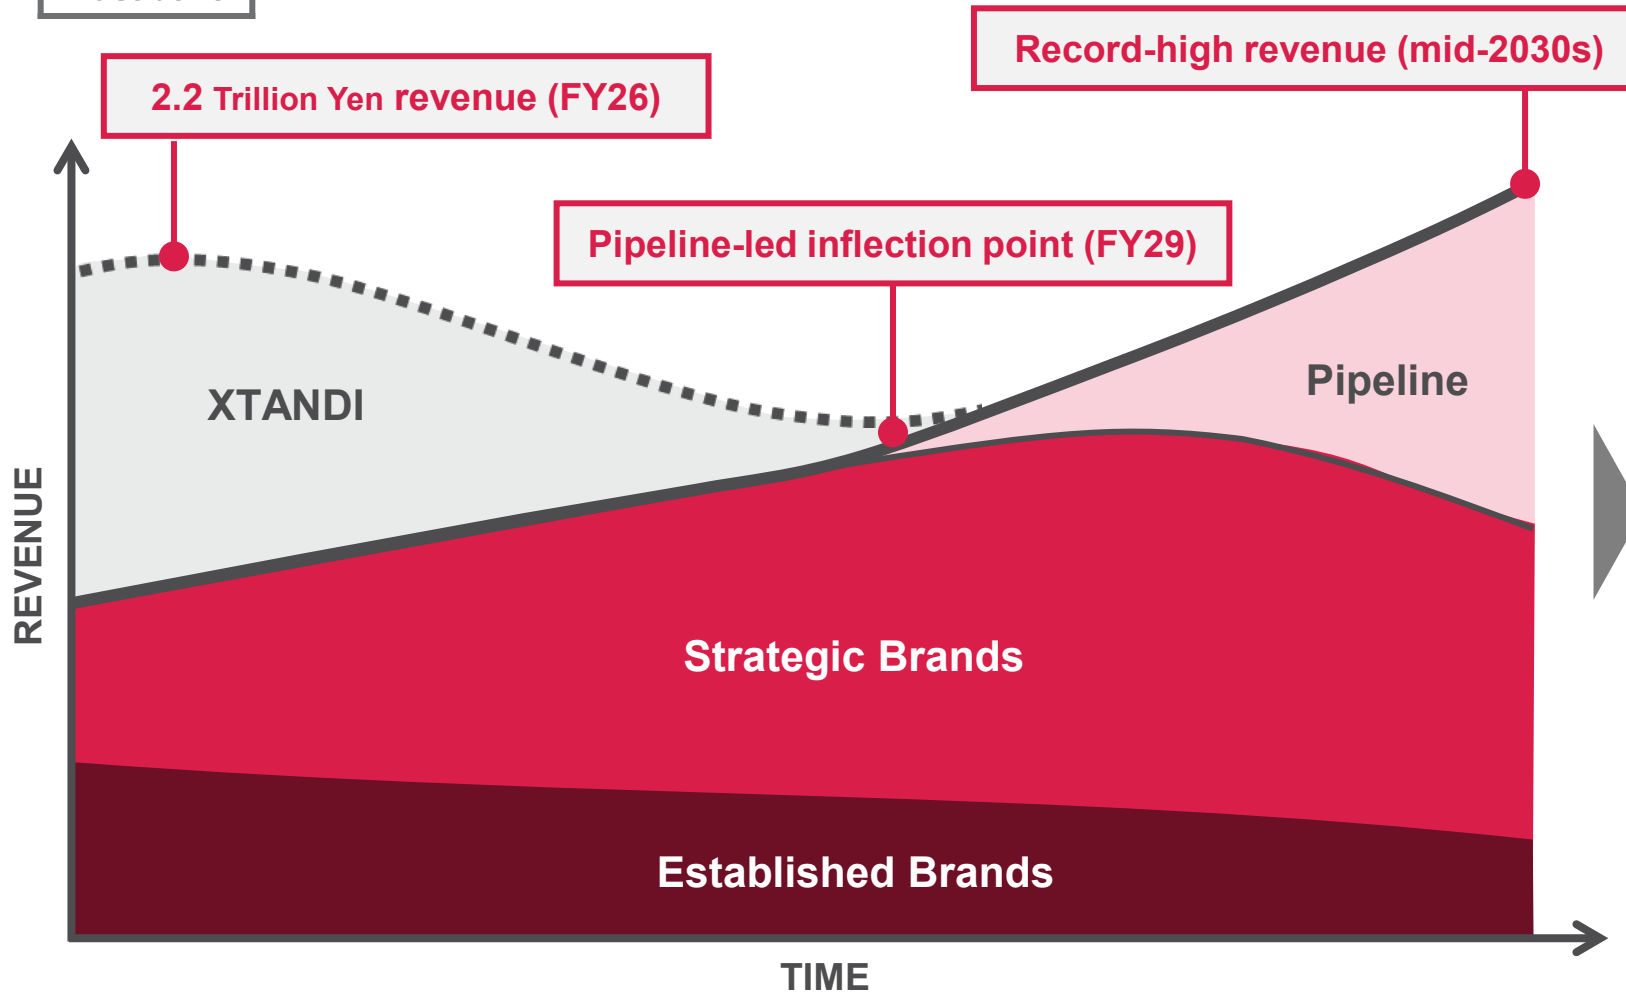 2.2 Trillion Yen revenue (FY26)
Record-high revenue (mid-2030s)
Pipeline-led inflection point (FY29)
XTANDI
Pipeline
REVENUE
Strategic Brands
Established Brands
TIME